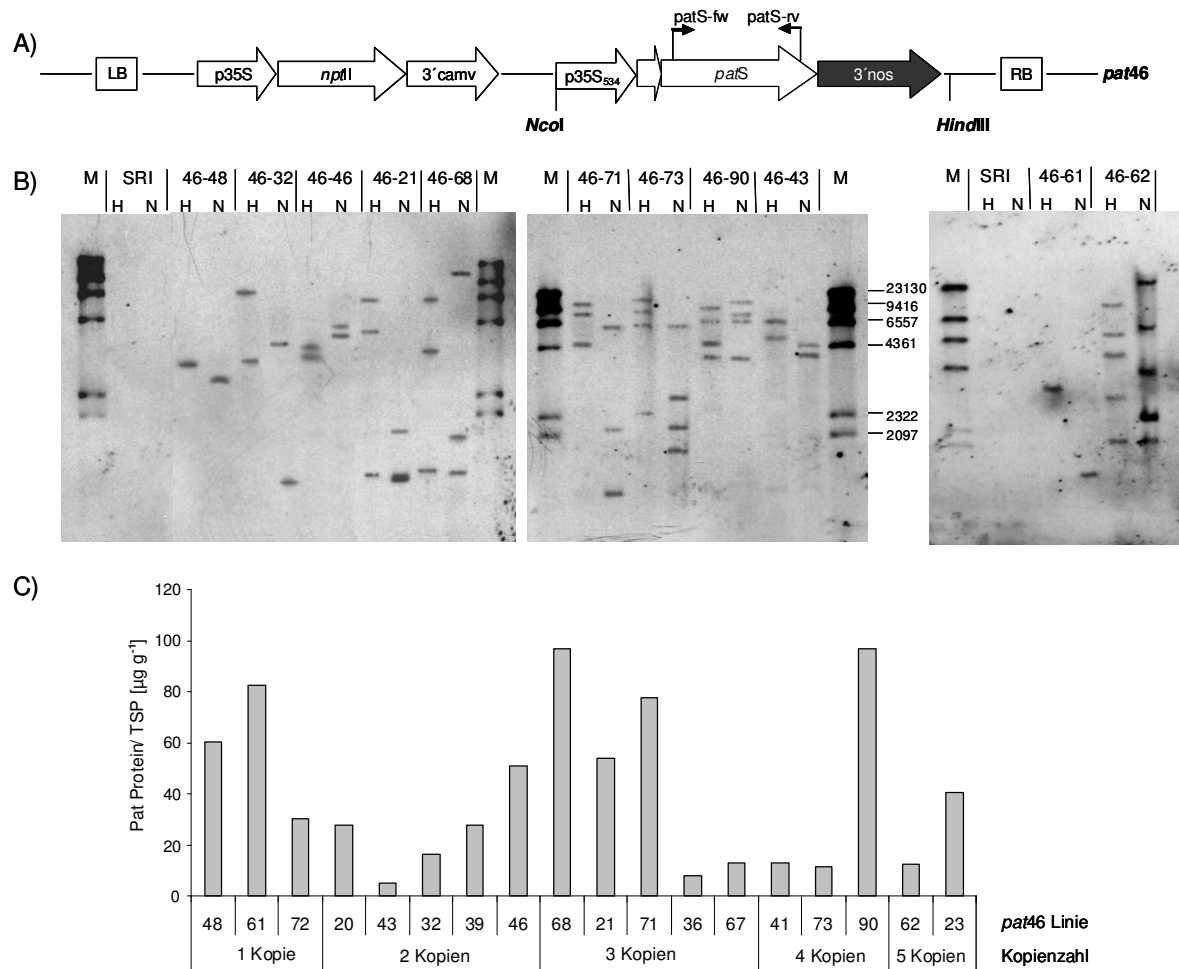 A)
patS-fw patS-rv
LB p35S nptII 3´camv p35S534 patS 3´nos RB pat46
NcoI HindIII
B)
M SRI 46-48 46-32 46-46 46-21 46-68 M
H N H N H N H N H N H N
M 46-71 46-73 46-90 46-43 M
H N H N H N H N
M SRI 46-61 46-62
H N H N H N
23130
9416
6557
4361
2322
2097
C)
Pat Protein/ TSP [µg g-1]
120
100
80
60
40
20
0
48 61 72 20 43 32 39 46 68 21 71 36 67 41 73 90 62 23 pat46 Linie
1 Kopie 2 Kopien 3 Kopien 4 Kopien 5 Kopien Kopienzahl